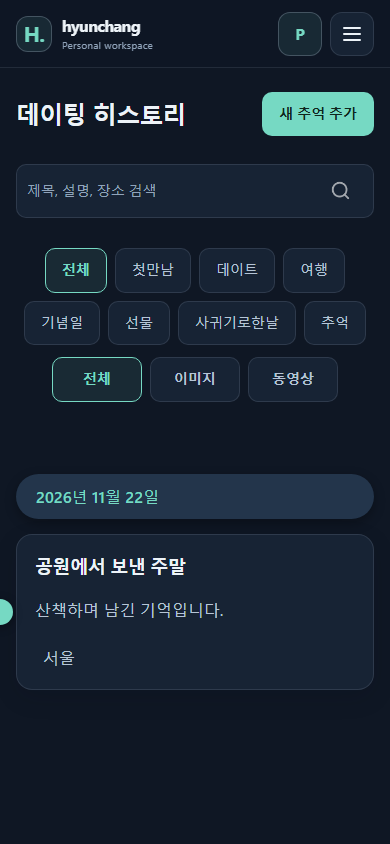 H.
hyunchang
Personal workspace
P
데이팅 히스토리
새 추억 추가
제목, 설명, 장소 검색
전체 첫만남 데이트 여행
기념일 선물 사귀기로한날 추억
전체 이미지 동영상
2026년 11월 22일
공원에서 보낸 주말
산책하며 남긴 기억입니다.
서울